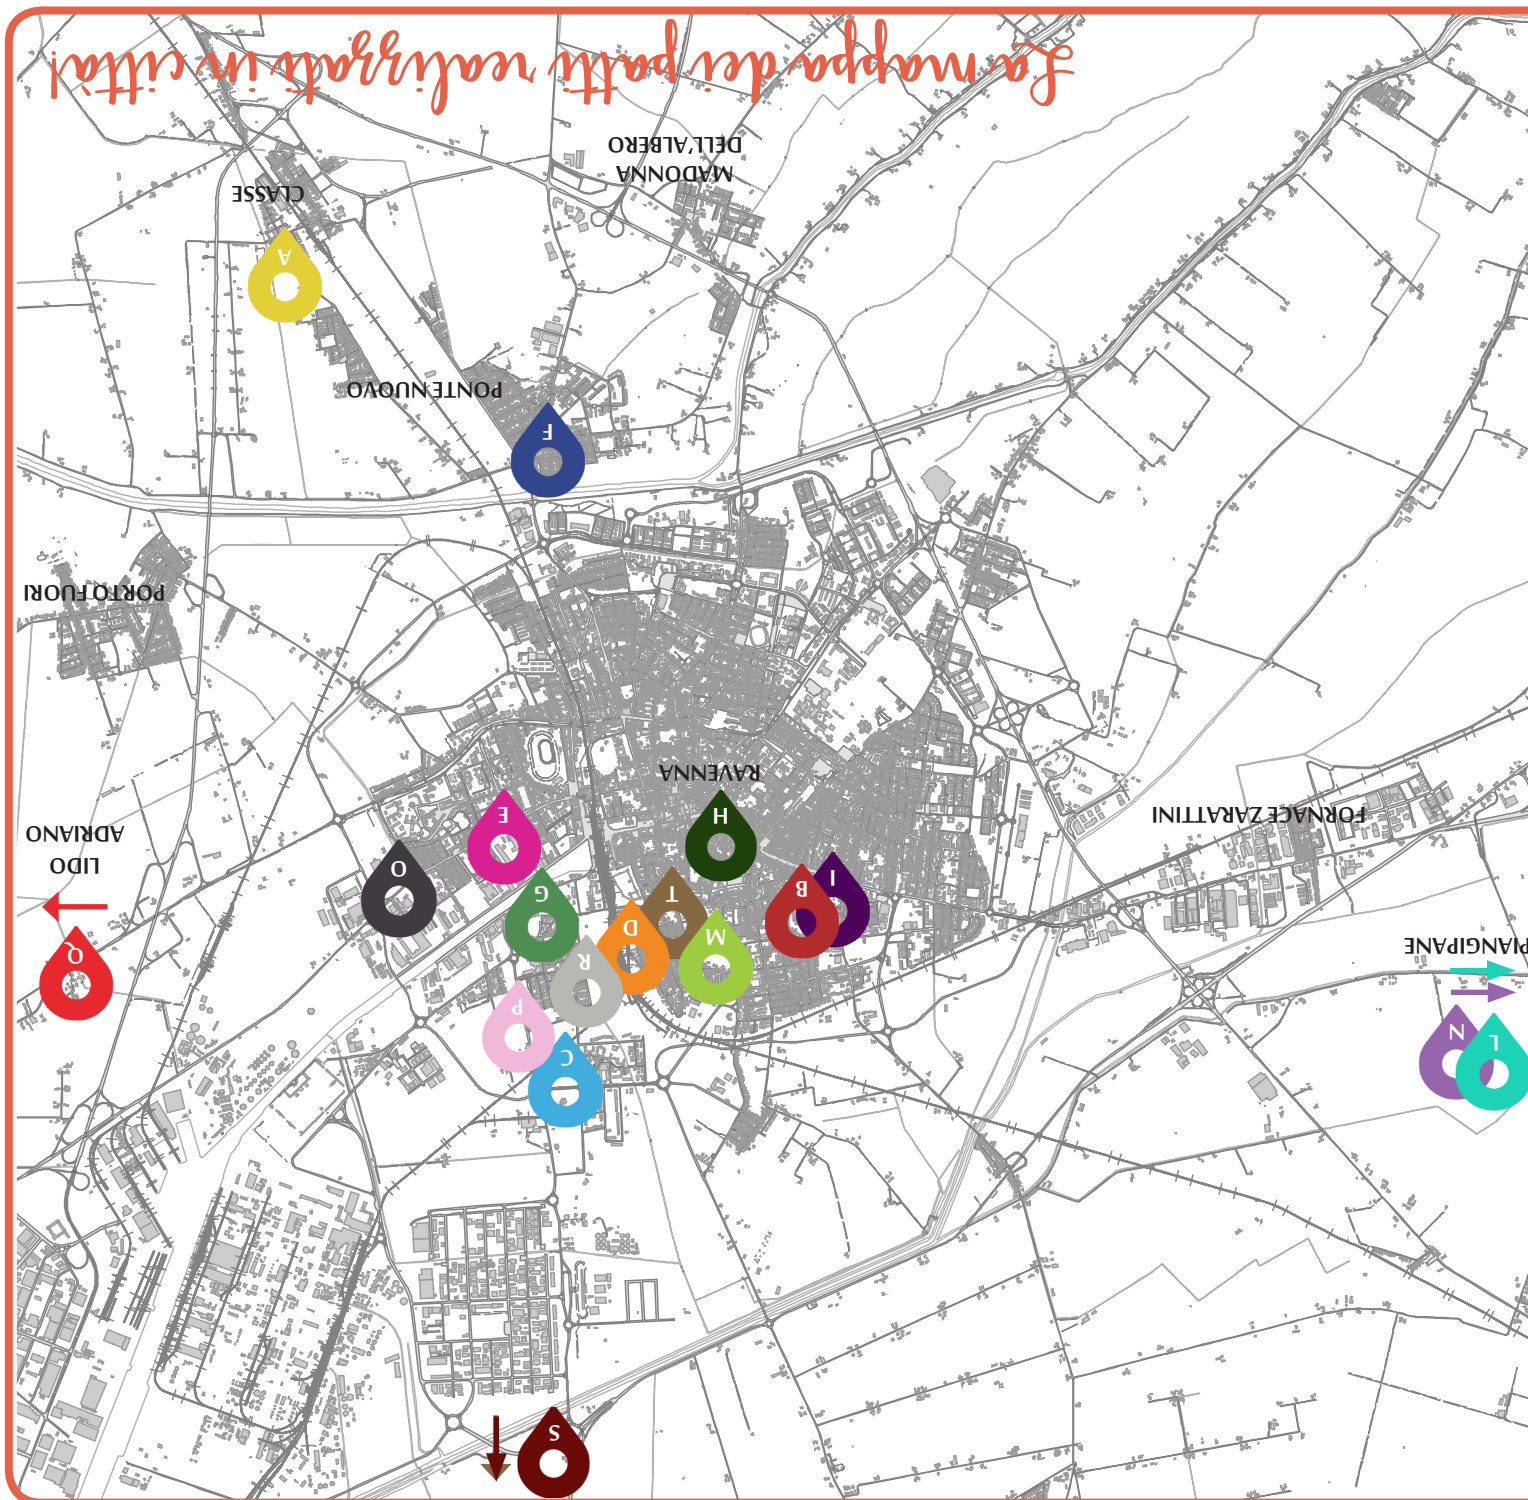 S
C
L
N
P
R
Q
PIANGIPANE
M
D
T
G
B
I
O
LIDO
ADRIANO
FORNACE ZARATTINI
H
E
RAVENNA
PORTO FUORI
F
PONTE NUOVO
A
CLASSE
MADONNA
DELL'ALBERO
La mappa dei patti realizzati in città!